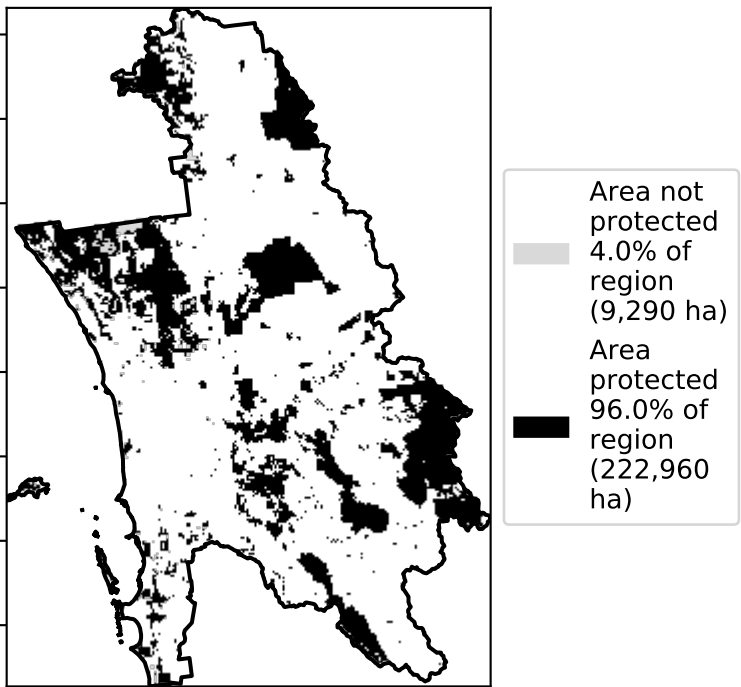 Area not
protected
4.0% of
region
(9,290 ha)
Area
protected
96.0% of
region
(222,960
ha)